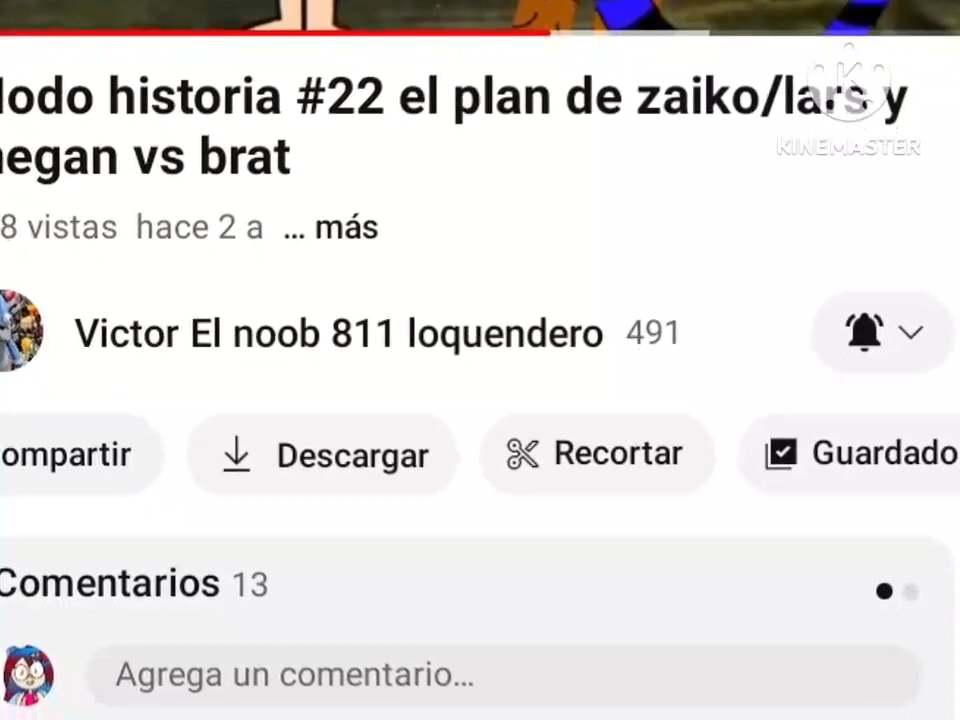 odo historia #22 el plan de zaiko/lars y
egan vs brat
8 vistas hace 2 a ... más
Victor El noob 811 loquendero 491
ompartir
Descargar
Recortar
Guardado
Comentarios 13
Agrega un comentario...
KINEMASTER